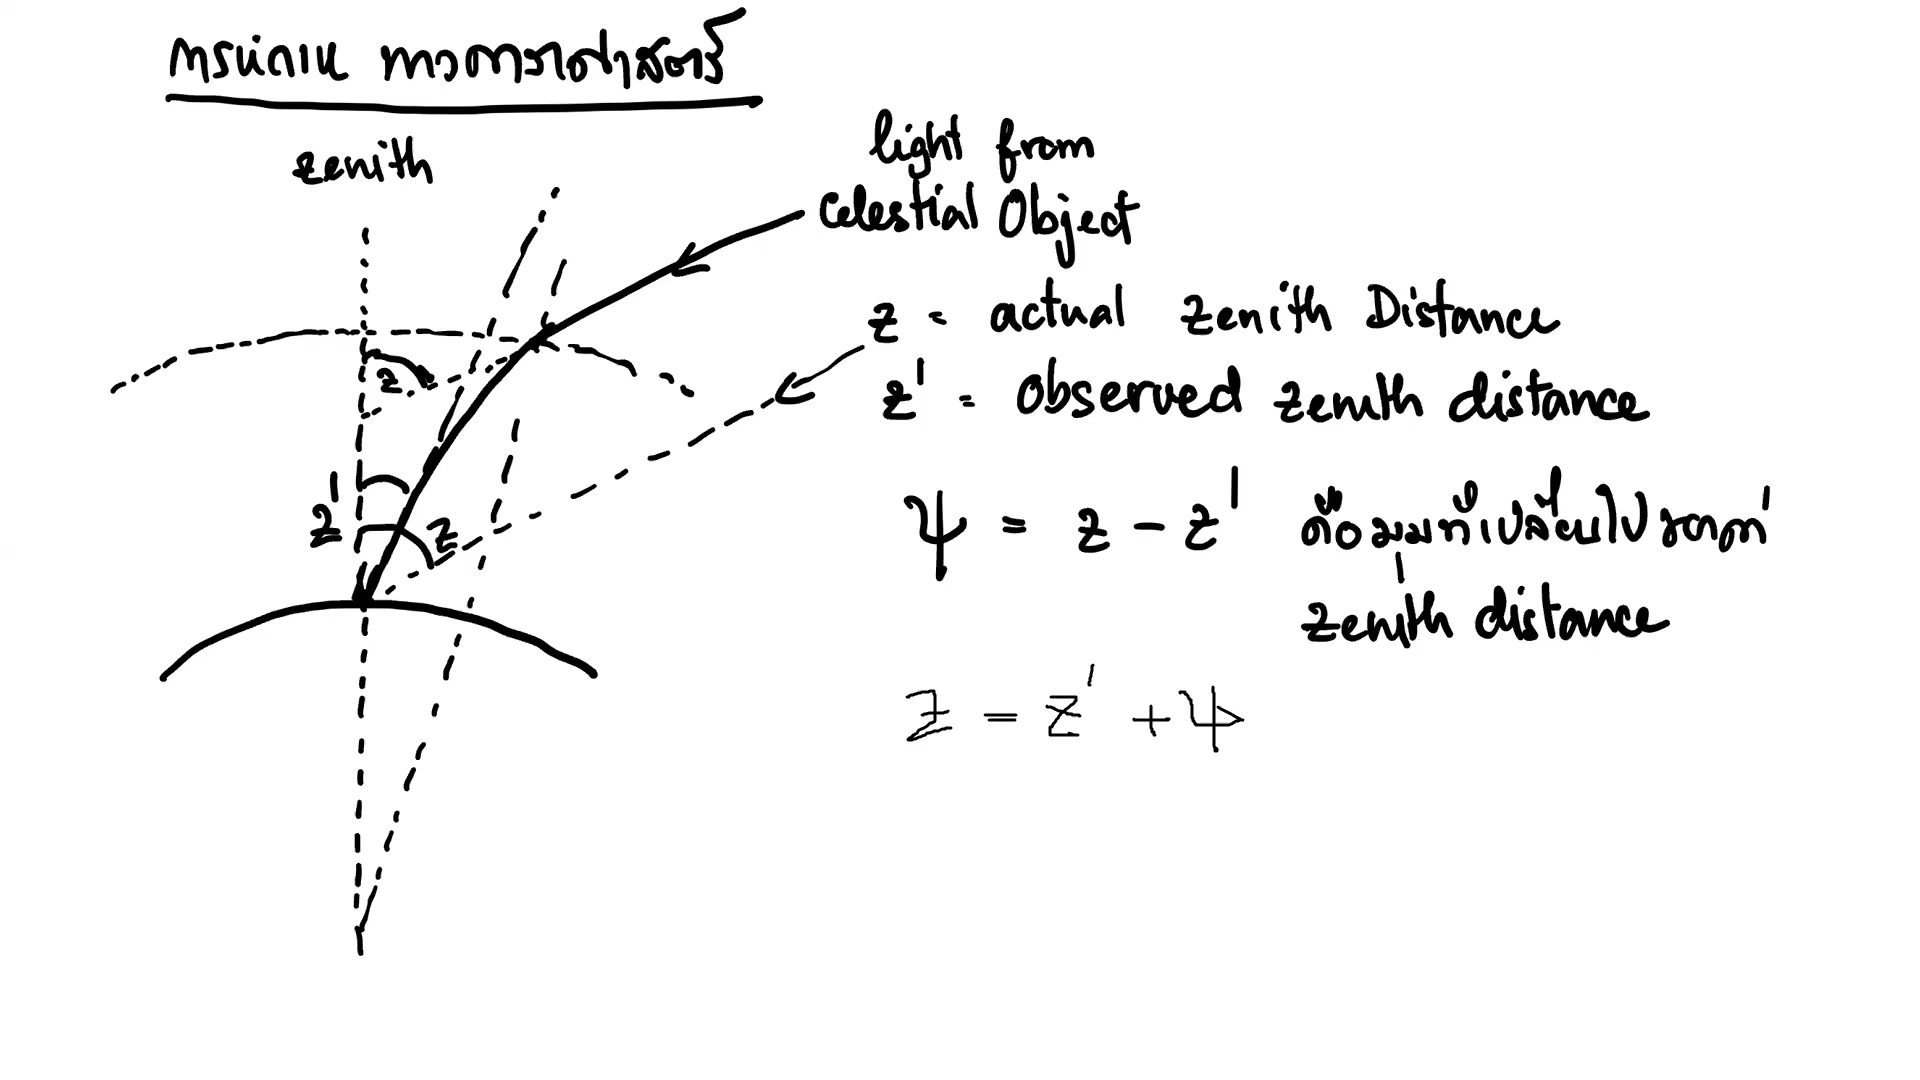 การหักเห ทางดาราศาสตร์
zenith
light from
celestial Object
z = actual zenith Distance
z' = observed zenith distance
z
z'
z
ψ = z - z' คือมุมที่เปลี่ยนไปจากค่า
zenith distance
z = z' + ψ